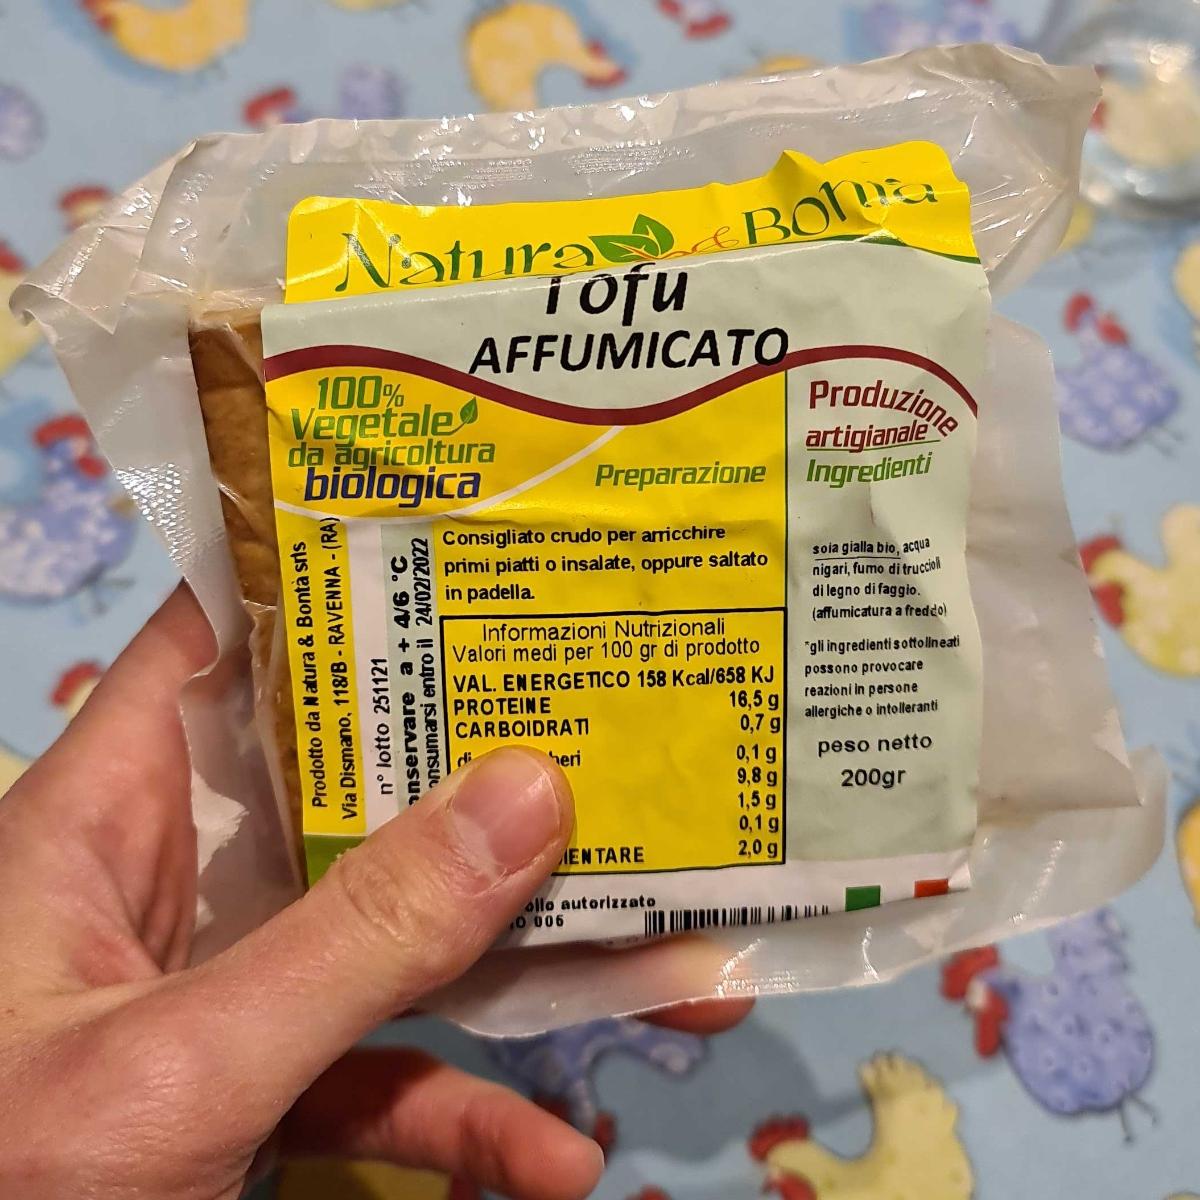 Natura & Bontà
Tofu
AFFUMICATO
100%
Vegetale
da agricoltura
biologica
Preparazione
Consigliato crudo per arricchire
primi piatti o insalate, oppure saltato
in padella.
Informazioni Nutrizionali
Valori medi per 100 gr di prodotto
VAL. ENERGETICO 158 Kcal/658 KJ
PROTEINE 16,5 g
CARBOIDRATI 0,7 g
0,1 g
9,8 g
1,5 g
0,1 g
2,0 g
autorizzato
006
Produzione
artigianale
Ingredienti
soia gialla bio, acqua
nigari, fumo di truccioli
di legno di faggio.
(affumicatura a freddo)
*gli ingredienti sottolineati
possono provocare
reazioni in persone
allergiche o intolleranti
peso netto
200gr
Prodotto da Natura & Bontà srls
Via Dismano, 118/B - RAVENNA - (RA)
n° lotto 251121
onservare a + 4/6 °C
onsumarsi entro il 24/02/2022